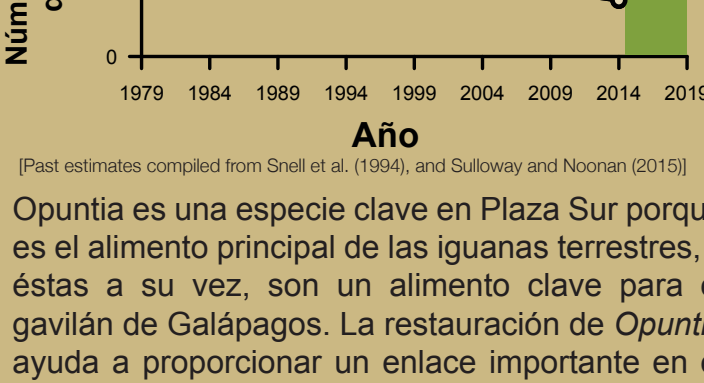 Núm
0
1979 1984 1989 1994 1999 2004 2009 2014 2019
Año
[Past estimates compiled from Snell et al. (1994), and Sulloway and Noonan (2015)]
Opuntia es una especie clave en Plaza Sur porqu
es el alimento principal de las iguanas terrestres,
éstas a su vez, son un alimento clave para
gavilán de Galápagos. La restauración de Opunti
ayuda a proporcionar un enlace importante en